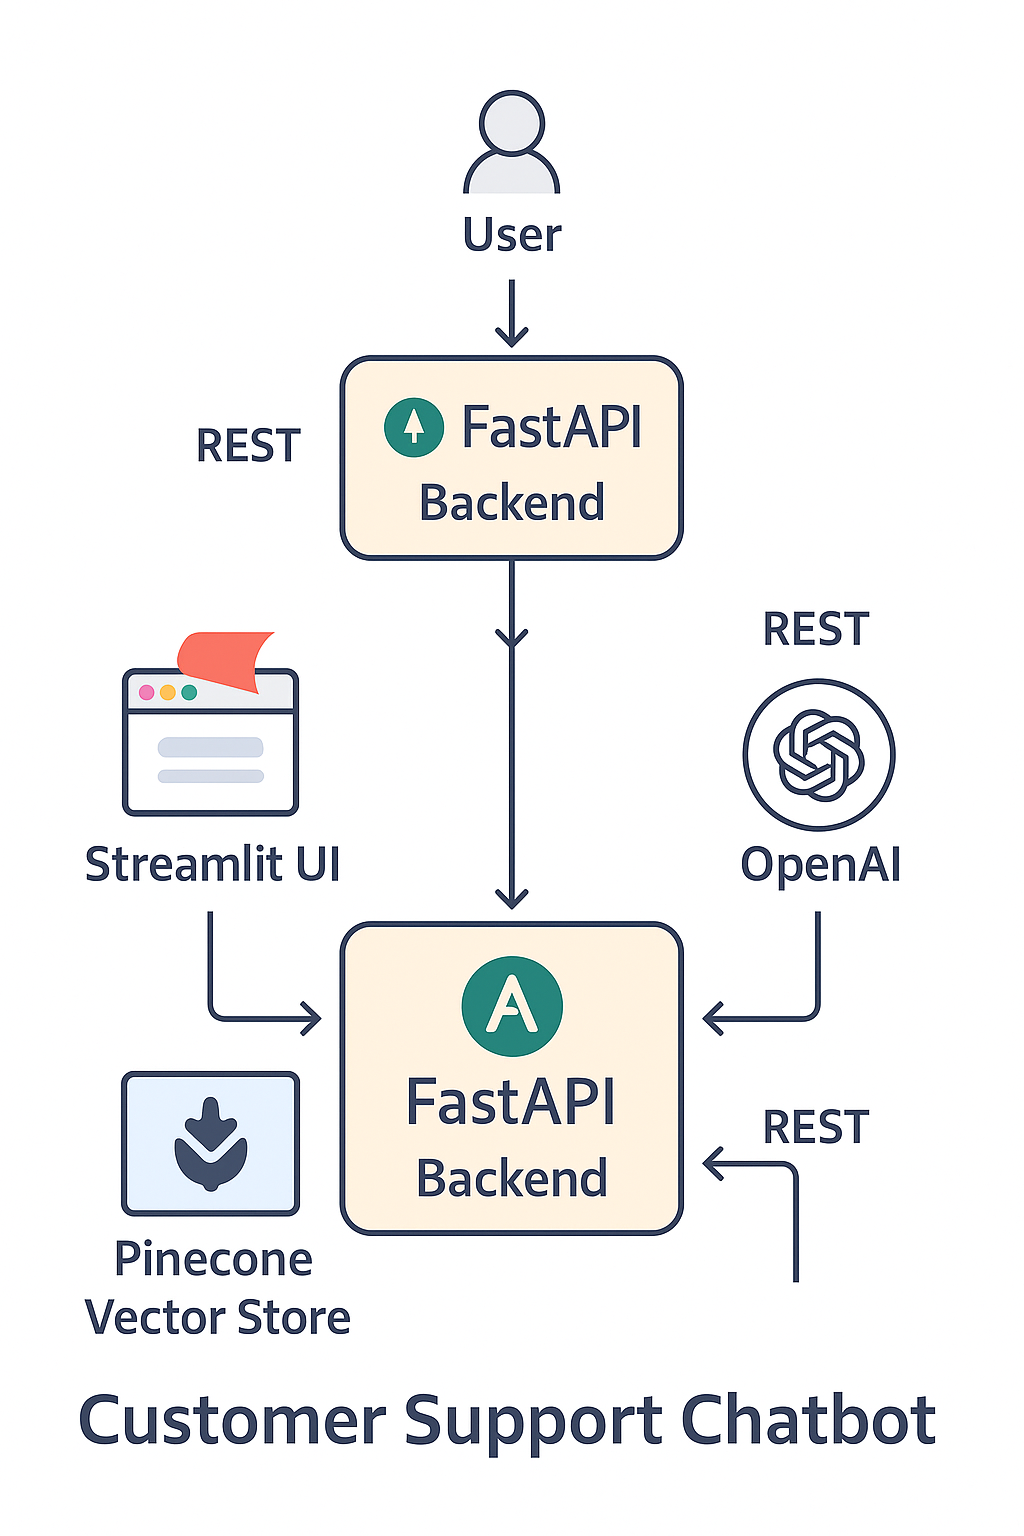 User
REST
FastAPI
Backend
REST
Streamlit UI
OpenAI
A
FastAPI
Backend
REST
Pinecone
Vector Store
Customer Support Chatbot